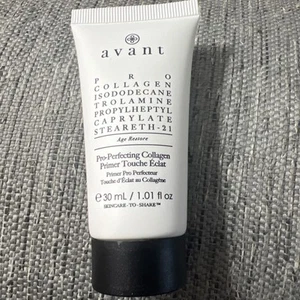 avant
PRO
COLLAGEN
ISODODECANE
TROLAMINE
PROPYLHEPTYL
CAPRYLATE
STEARETH-21
Age Restore
Pro-Perfecting Collagen
Primer Touche Éclat
Primer Pro Perfecteur
Touche d'Éclat au Collagène
e 30 mL / 1.01 fl oz
SKINCARE-TO-SHARE™